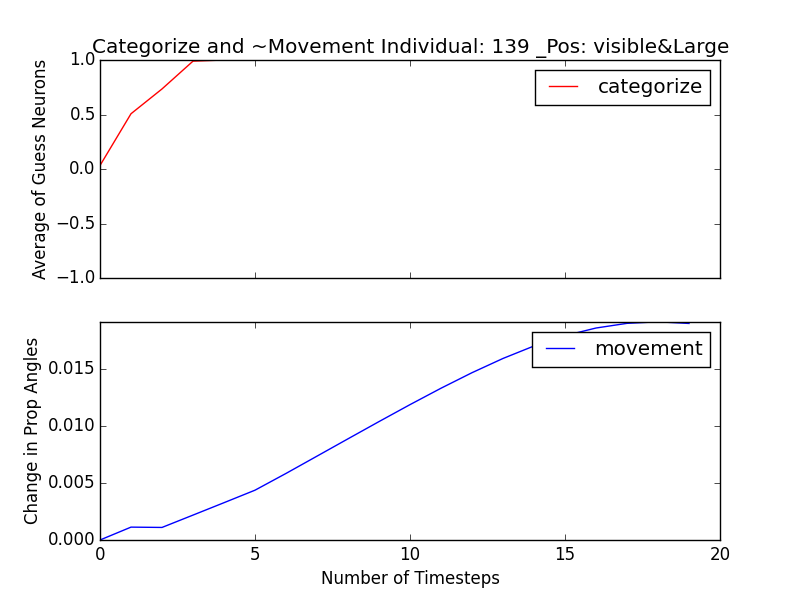 Categorize and ~Movement Individual: 139 _Pos: visible&Large
1.0
0.5
0.0
−0.5
−1.0
Average of Guess Neurons
categorize
0.015
0.010
0.005
0.000
Change in Prop Angles
movement
0 5 10 15 20
Number of Timesteps